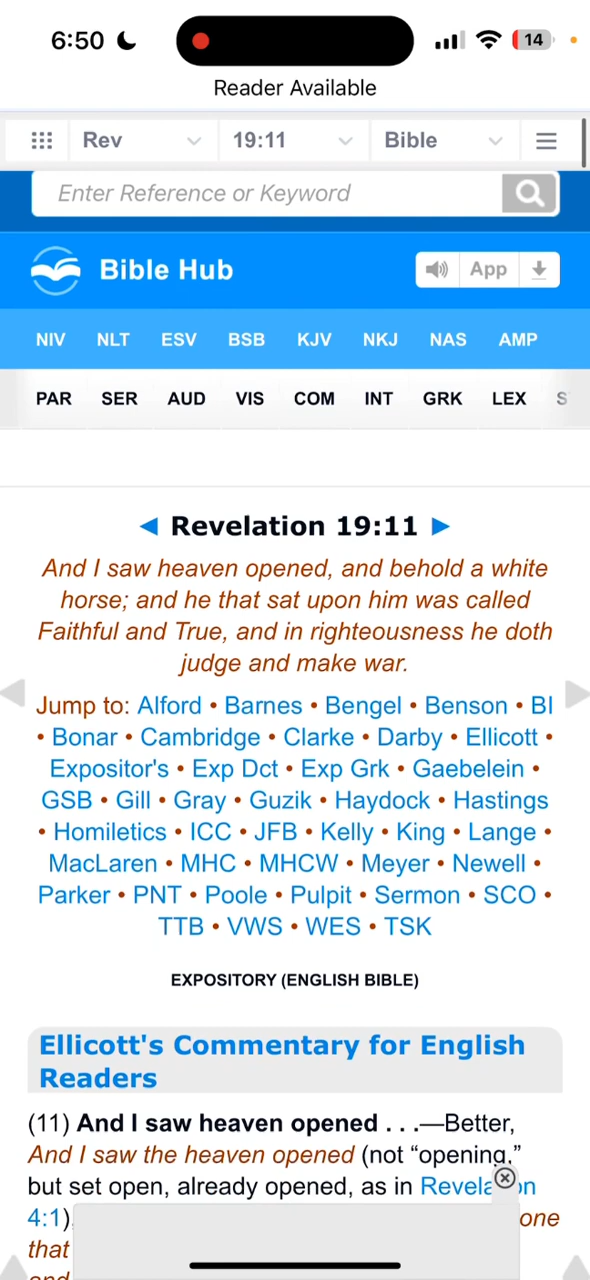 6:50
14
Reader Available
Rev 19:11 Bible
Enter Reference or Keyword
Bible Hub
App
NIV NLT ESV BSB KJV NKJ NAS AMP
PAR SER AUD VIS COM INT GRK LEX S
◄ Revelation 19:11 ►
And I saw heaven opened, and behold a white
horse; and he that sat upon him was called
Faithful and True, and in righteousness he doth
judge and make war.
Jump to: Alford • Barnes • Bengel • Benson • BI
• Bonar • Cambridge • Clarke • Darby • Ellicott •
Expositor's • Exp Dct • Exp Grk • Gaebelein •
GSB • Gill • Gray • Guzik • Haydock • Hastings
• Homiletics • ICC • JFB • Kelly • King • Lange •
MacLaren • MHC • MHCW • Meyer • Newell •
Parker • PNT • Poole • Pulpit • Sermon • SCO •
TTB • VWS • WES • TSK
EXPOSITORY (ENGLISH BIBLE)
Ellicott's Commentary for English
Readers
(11) And I saw heaven opened . . .—Better,
And I saw the heaven opened (not “opening,”
but set open, already opened, as in Revelation
4:1) one
that